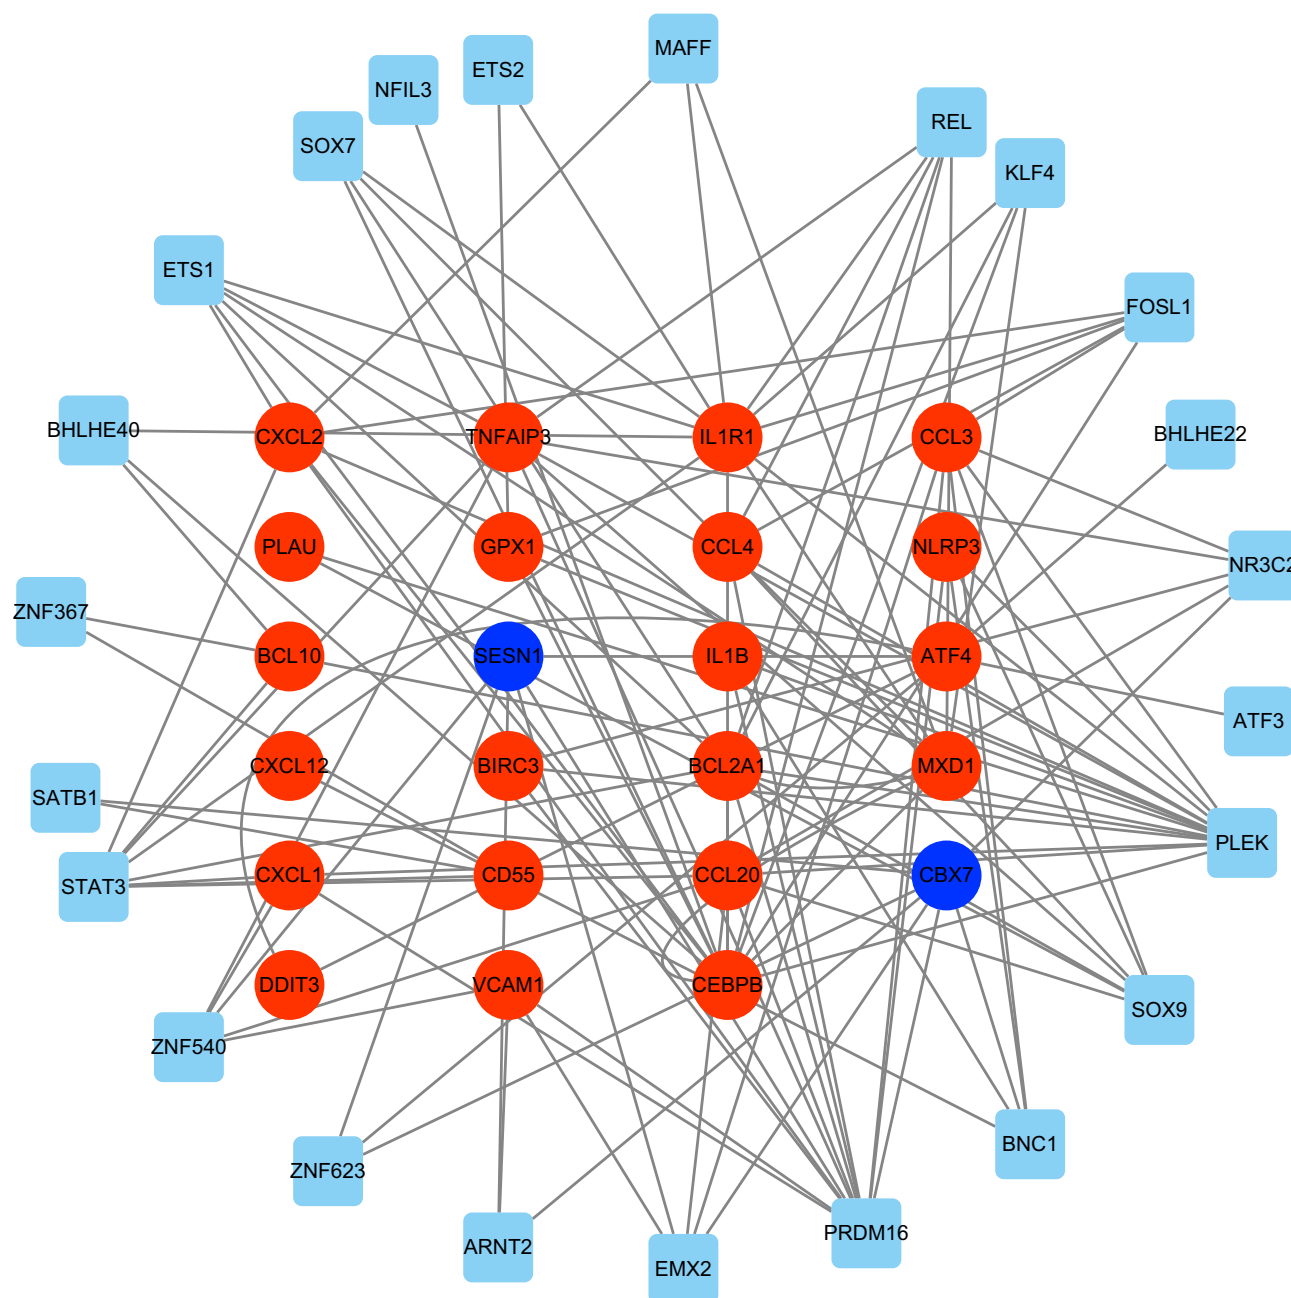 MAFF
ETS2
NFIL3
REL
SOX7
KLF4
ETS1
FOSL1
BHLHE40
CXCL2
TNFAIP3
IL1R1
CCL3
BHLHE22
PLAU
GPX1
CCL4
NLRP3
NR3C2
ZNF367
BCL10
SESN1
IL1B
ATF4
ATF3
CXCL12
BIRC3
BCL2A1
MXD1
SATB1
PLEK
STAT3
CXCL1
CD55
CCL20
CBX7
DDIT3
VCAM1
CEBPB
SOX9
ZNF540
BNC1
ZNF623
PRDM16
ARNT2
EMX2